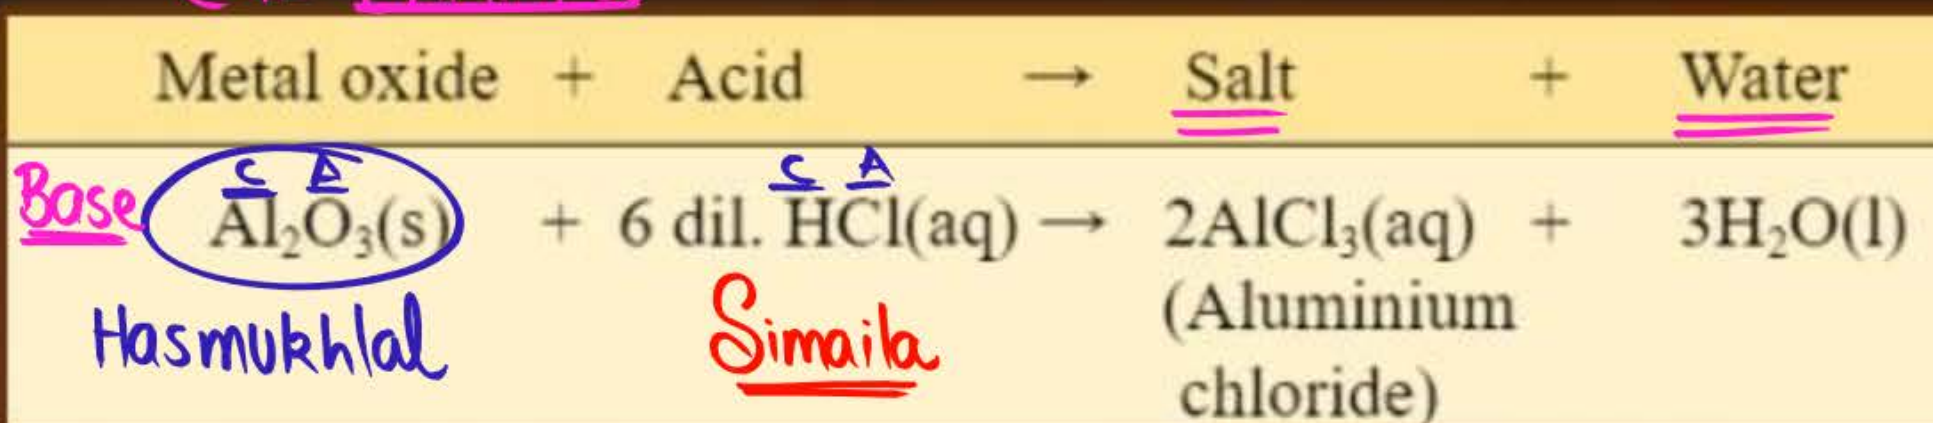 Metal oxide + Acid → Salt + Water
C A C A
Base Al₂O₃(s) + 6 dil. HCl(aq) → 2AlCl₃(aq) + 3H₂O(l)
Hasmukhlal Simaila (Aluminium
chloride)